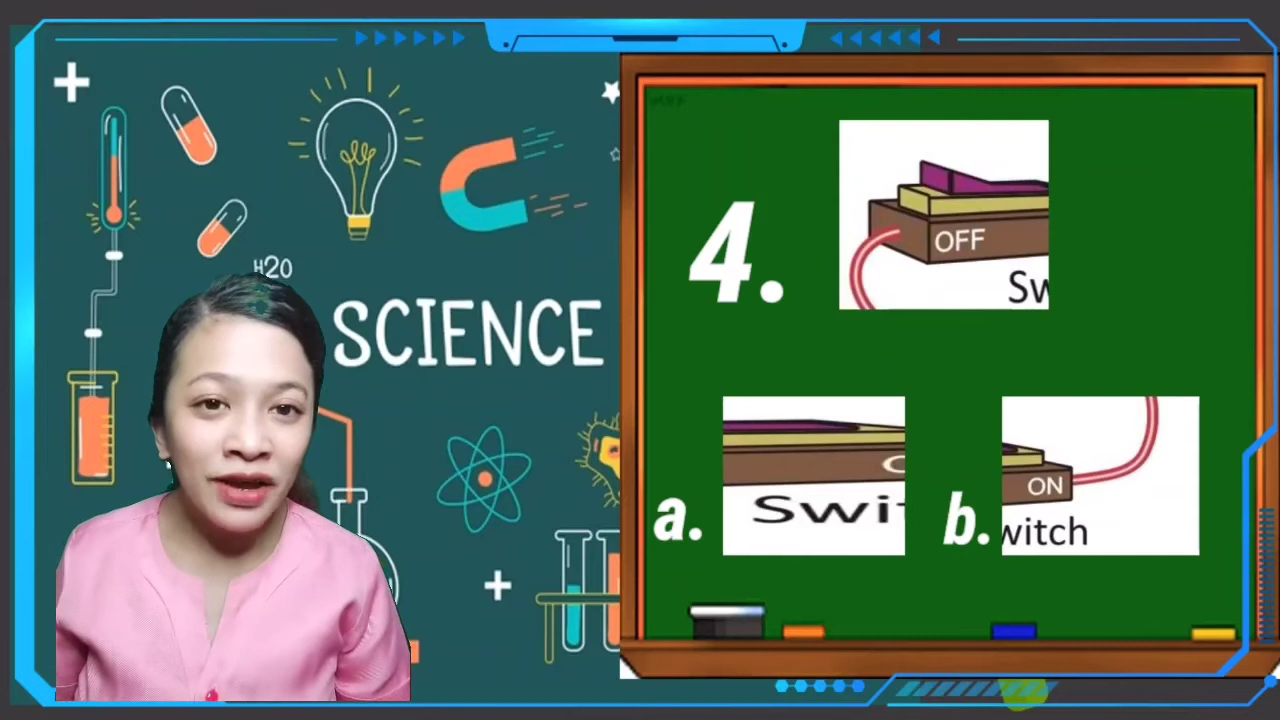 H2O
SCIENCE
4.
OFF
Sw
a.
Swi
b.
ON
witch